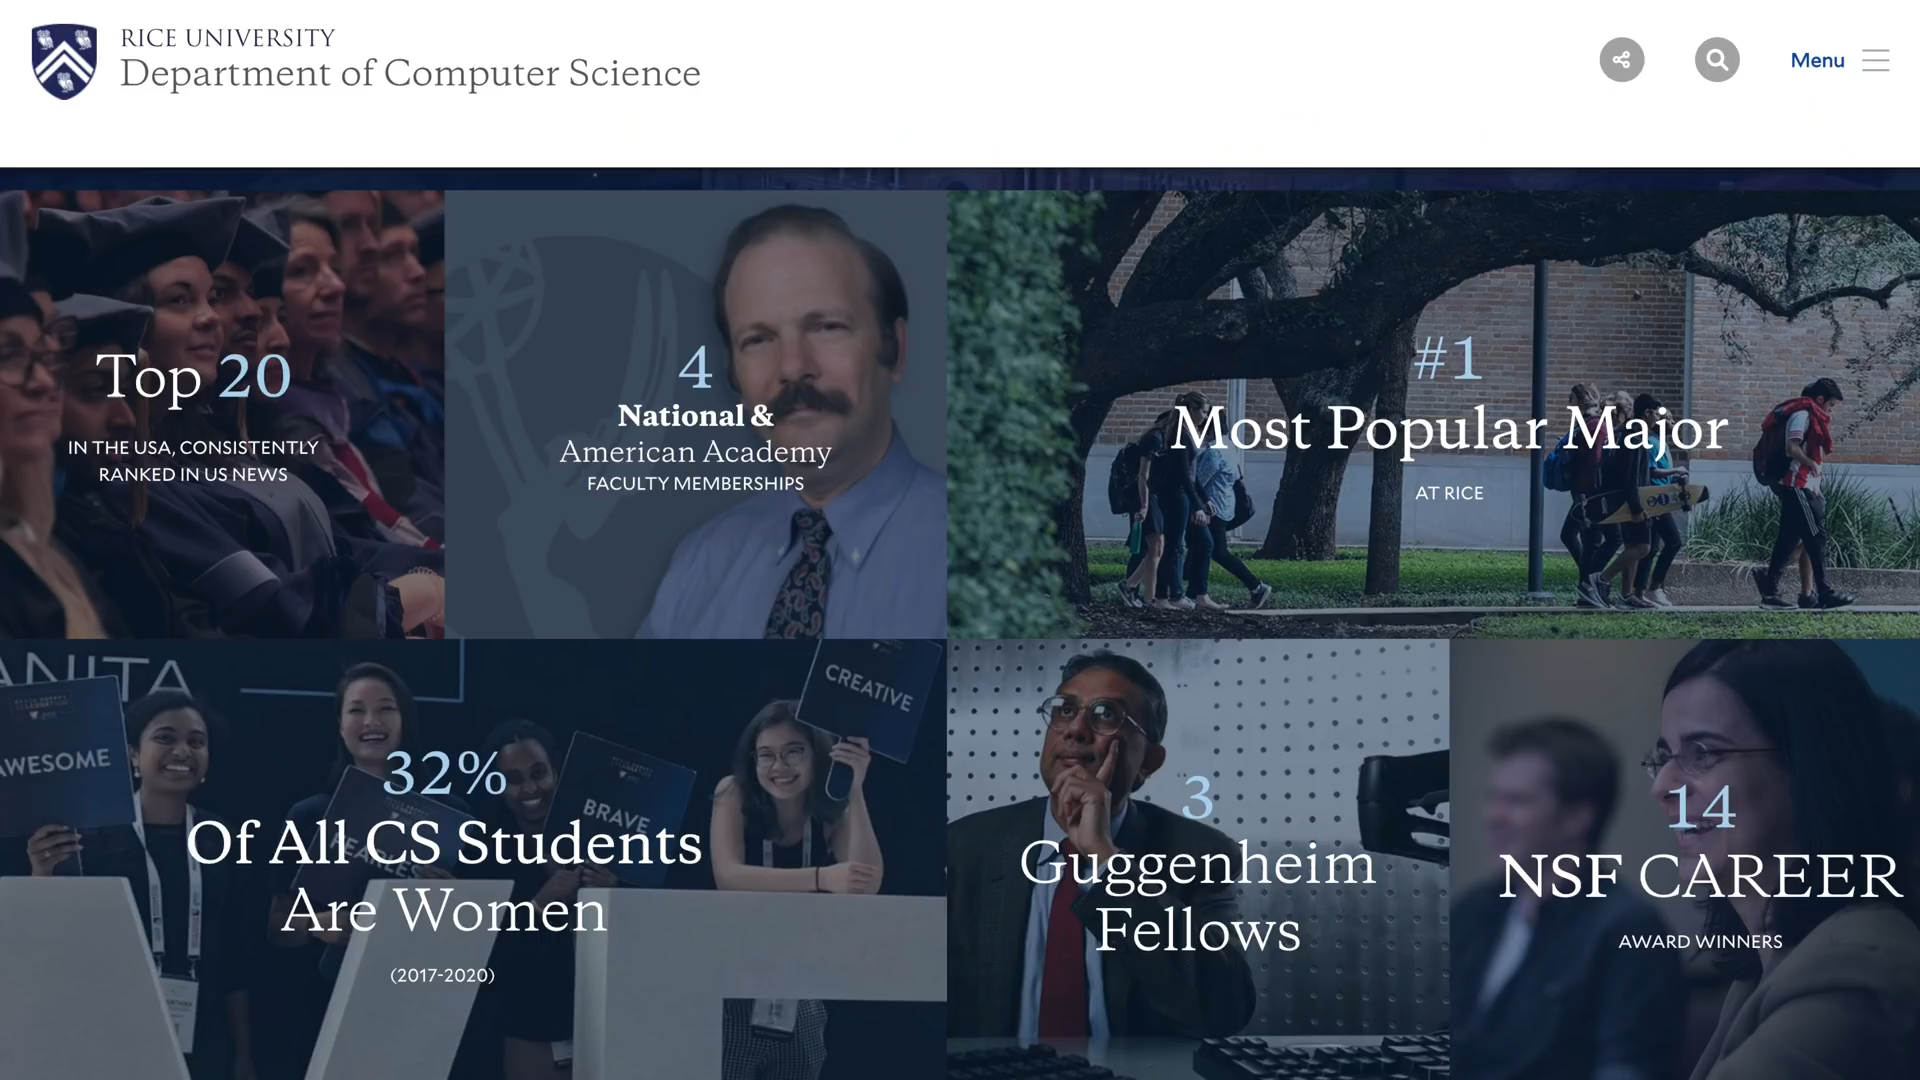 RICE UNIVERSITY
Department of Computer Science
Menu
Top 20
IN THE USA, CONSISTENTLY
RANKED IN US NEWS
4
National &
American Academy
FACULTY MEMBERSHIPS
#1
Most Popular Major
AT RICE
ANITA
AWESOME
CREATIVE
BRAVE
FEARLES
32%
Of All CS Students
Are Women
(2017-2020)
3
Guggenheim
Fellows
14
NSF CAREER
AWARD WINNERS